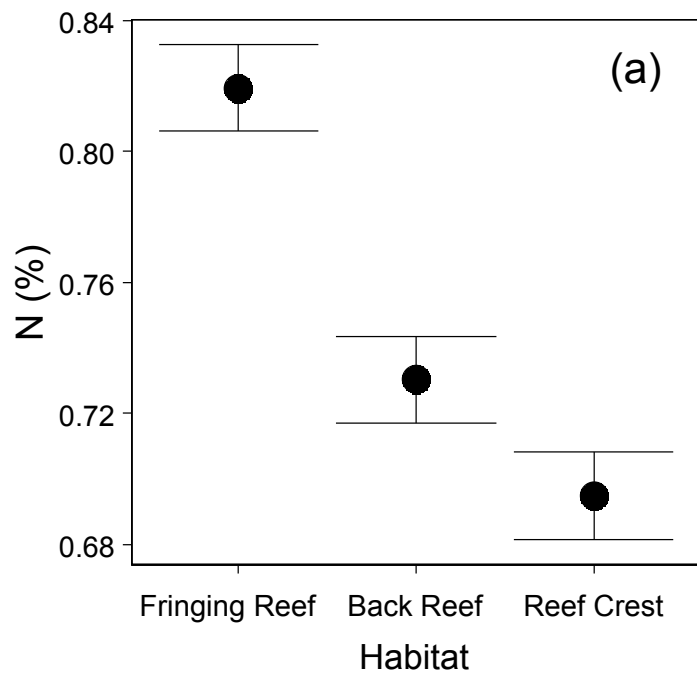 (a)
N (%)
0.84
0.80
0.76
0.72
0.68
Fringing Reef Back Reef Reef Crest
Habitat